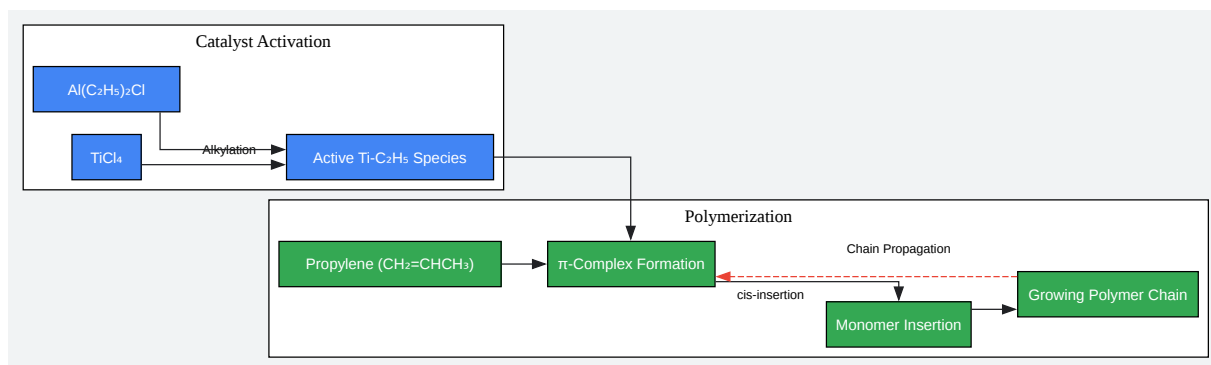 Catalyst Activation
Al(C₂H₅)₂Cl
TiCl₄
Alkylation
Active Ti-C₂H₅ Species
Polymerization
Propylene (CH₂=CHCH₃)
π-Complex Formation
Chain Propagation
cis-insertion
Growing Polymer Chain
Monomer Insertion